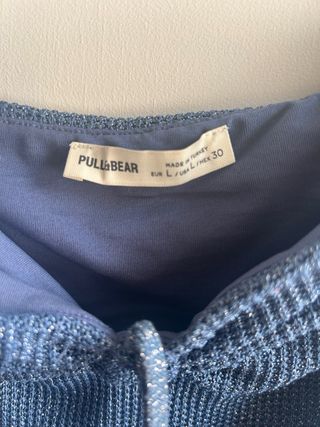 PULL&BEAR
MADE IN TURKEY
EUR L / USA L / MEX 30